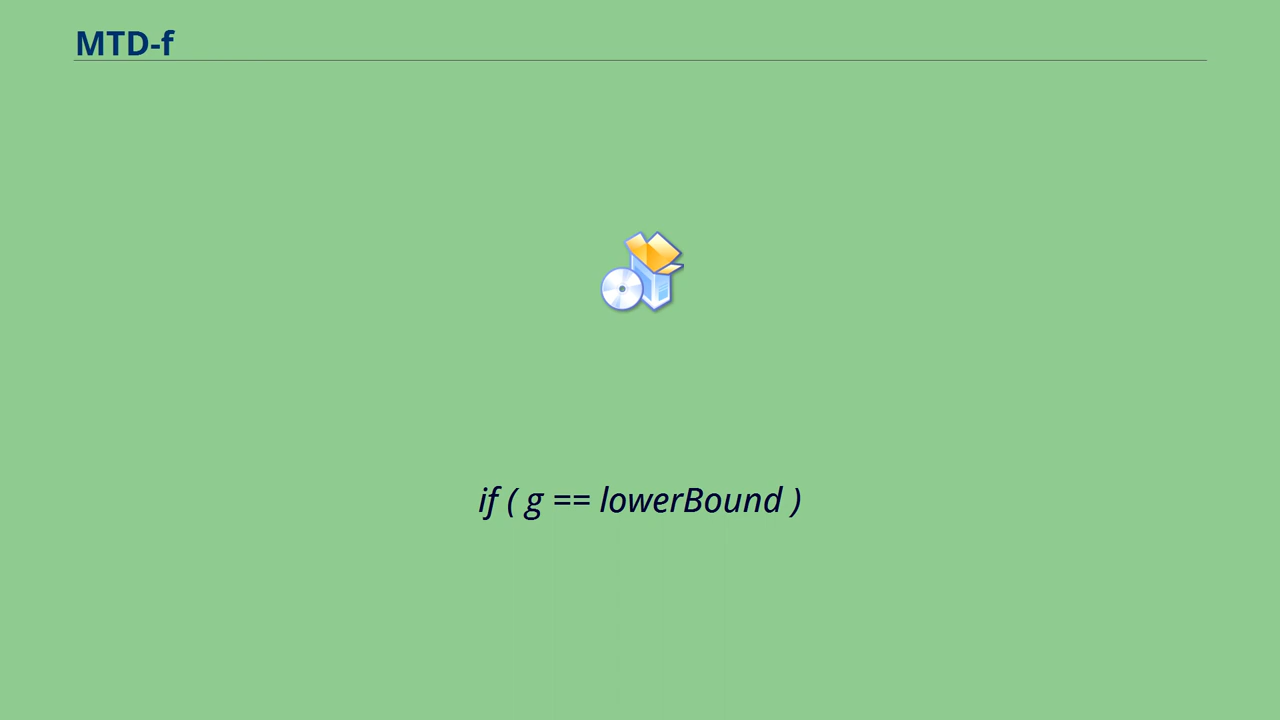 MTD-f
if ( g == lowerBound )